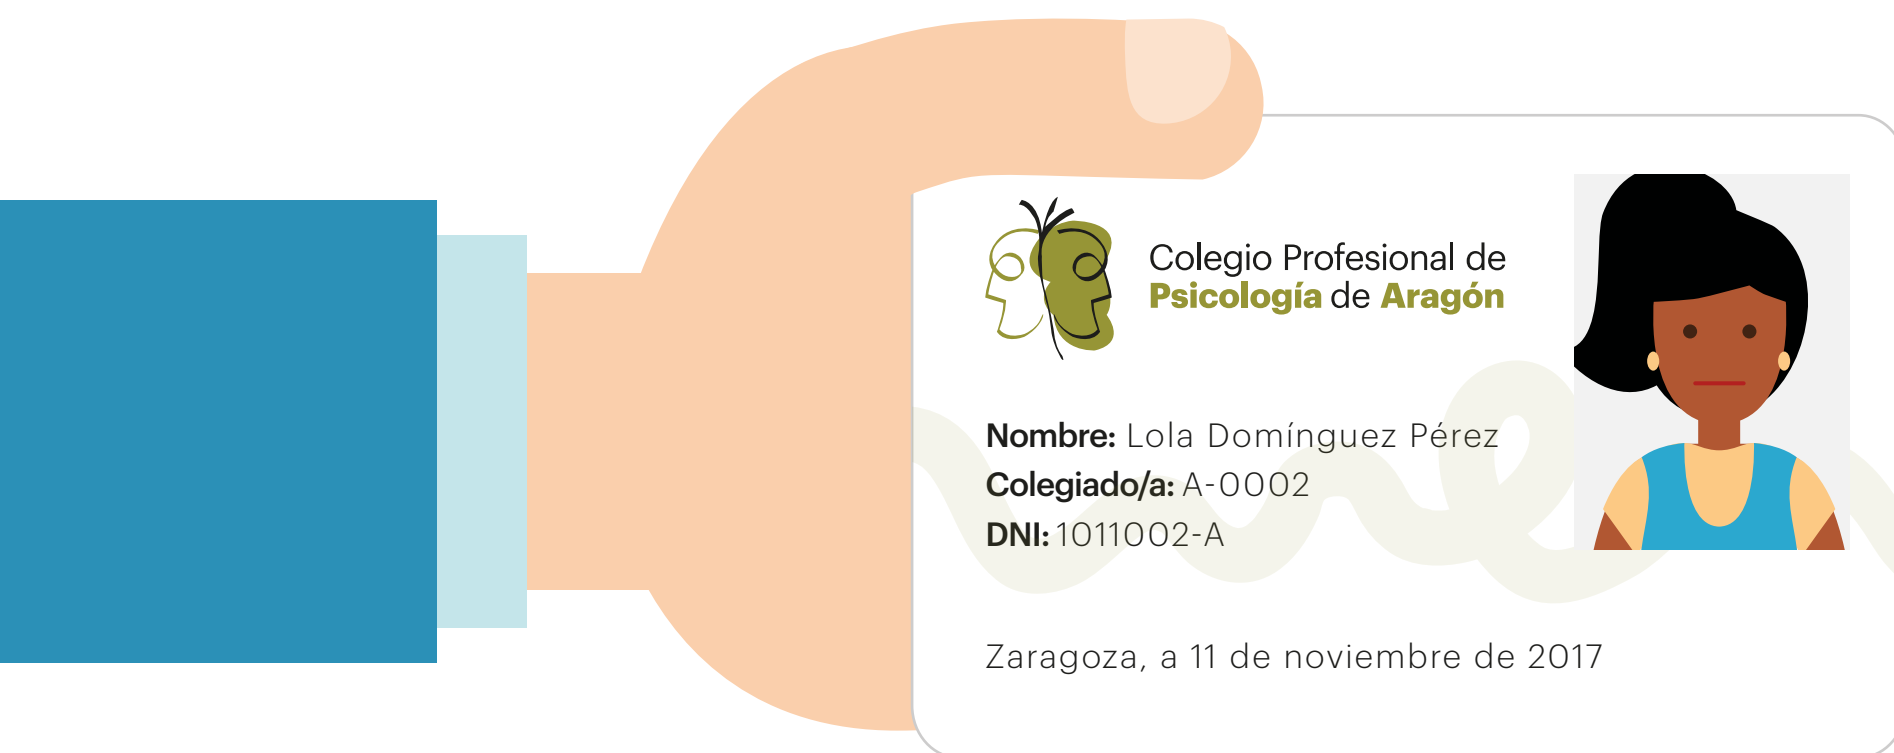 Colegio Profesional de
Psicología de Aragón
Nombre: Lola Domínguez Pérez
Colegiado/a: A-0002
DNI: 1011002-A
Zaragoza, a 11 de noviembre de 2017